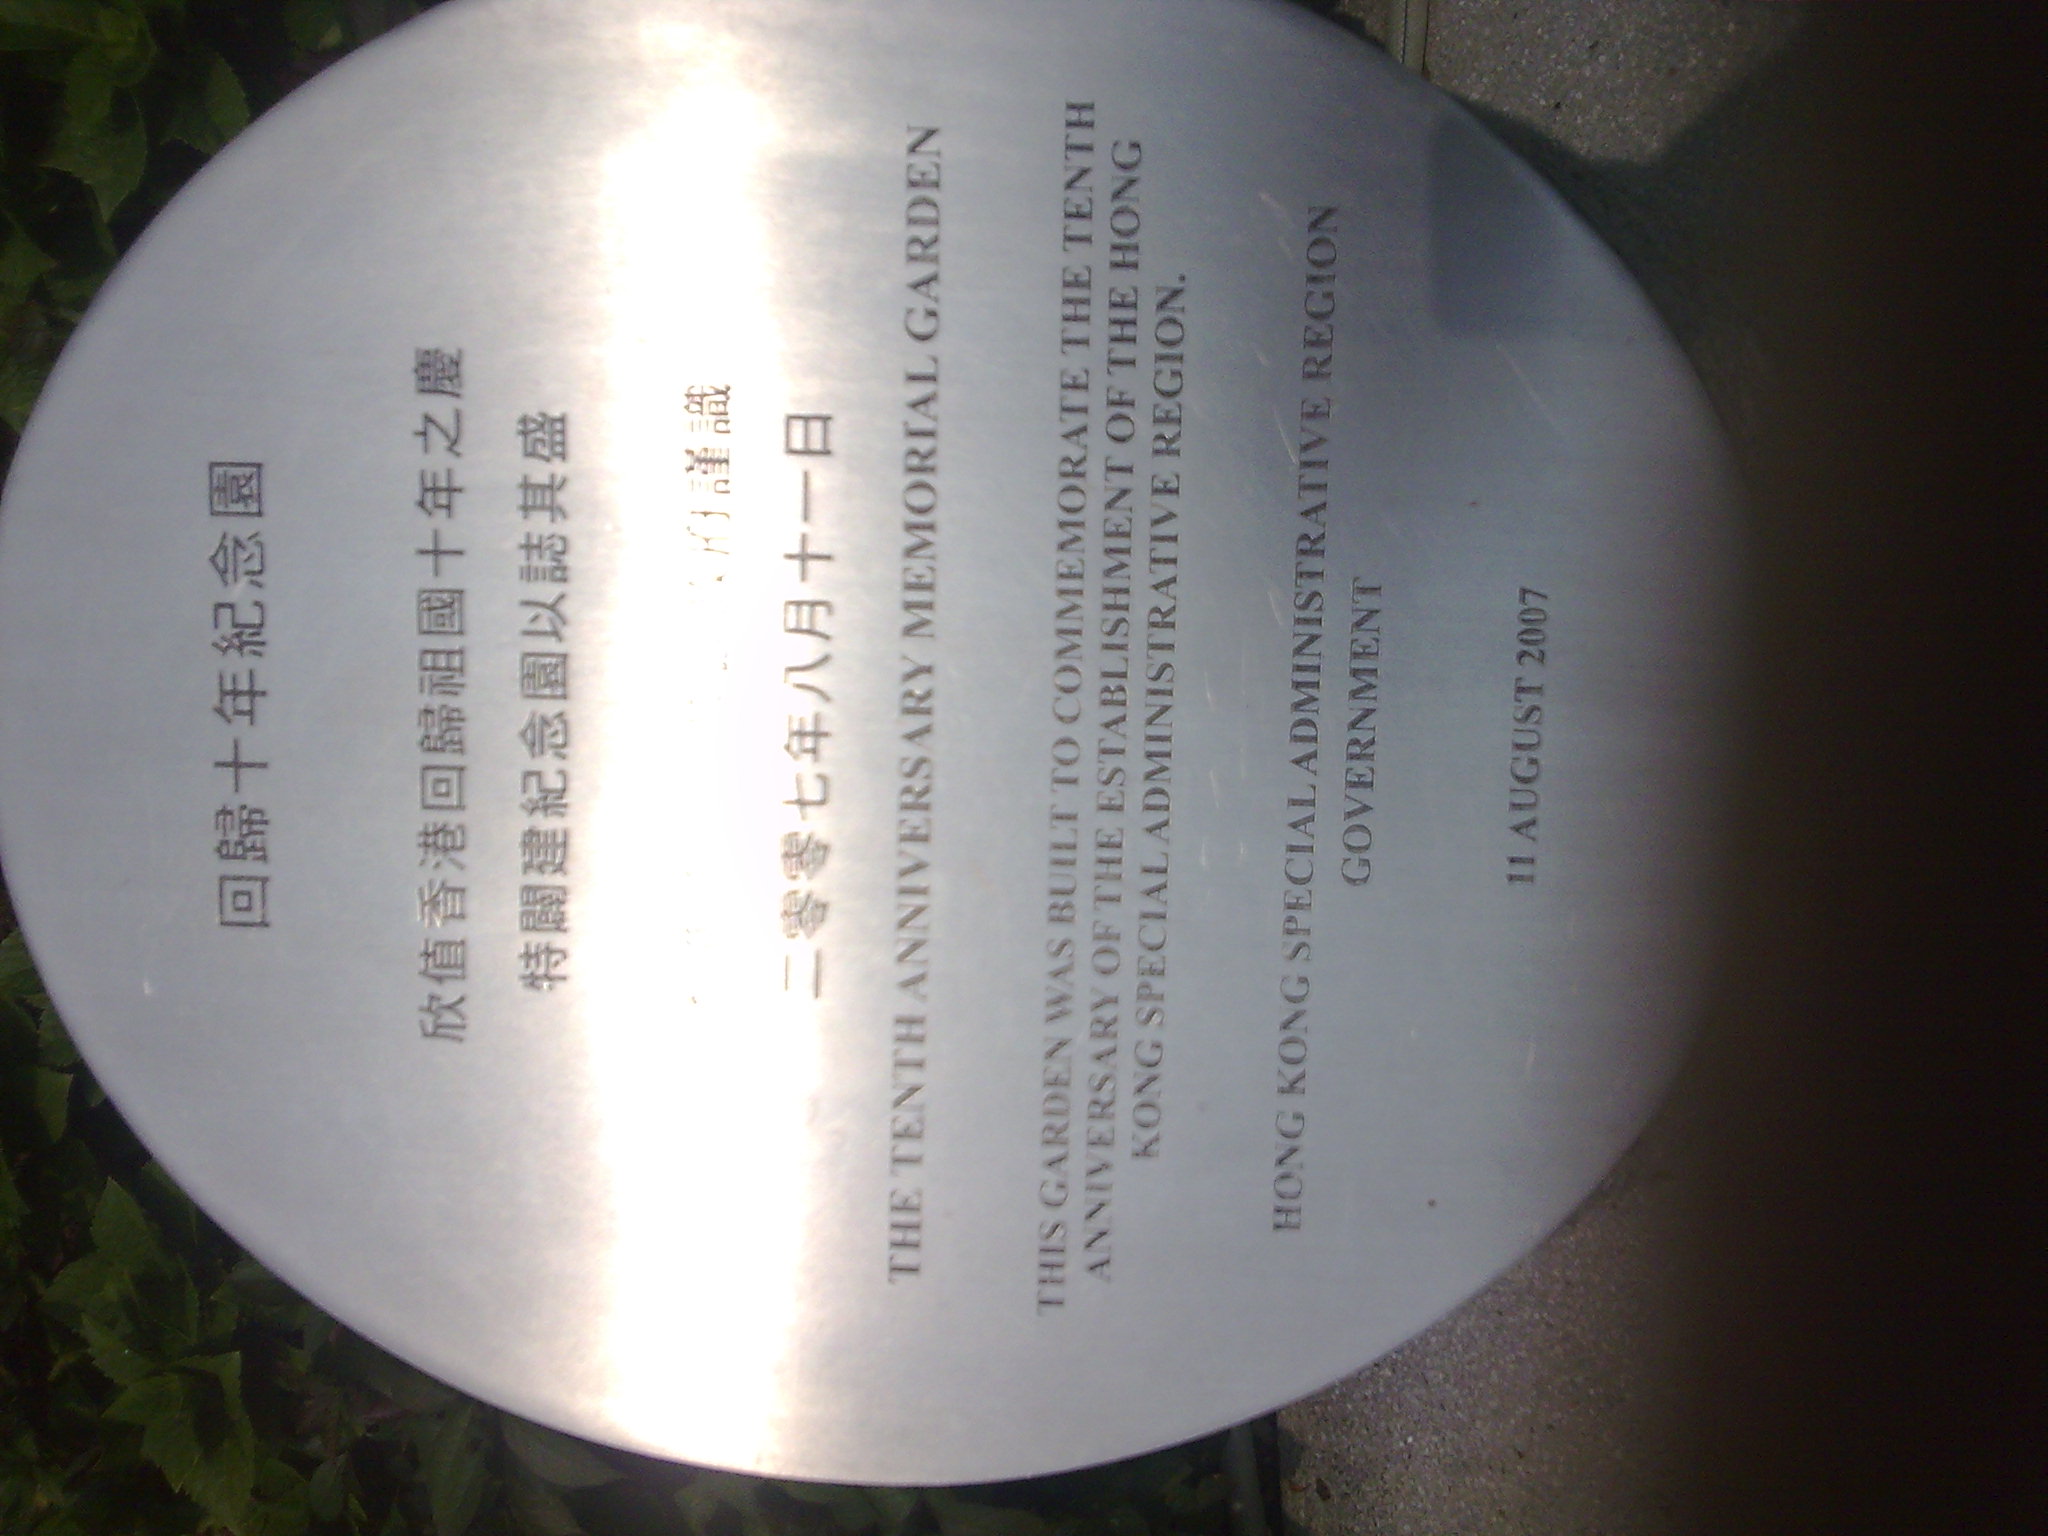 回歸十年紀念園
欣值香港回歸祖國十年之慶
特闢建紀念園以誌其盛
謹識
二零零七年八月十一日
THE TENTH ANNIVERSARY MEMORIAL GARDEN
THIS GARDEN WAS BUILT TO COMMEMORATE THE TENTH
ANNIVERSARY OF THE ESTABLISHMENT OF THE HONG
KONG SPECIAL ADMINISTRATIVE REGION.
HONG KONG SPECIAL ADMINISTRATIVE REGION
GOVERNMENT
11 AUGUST 2007